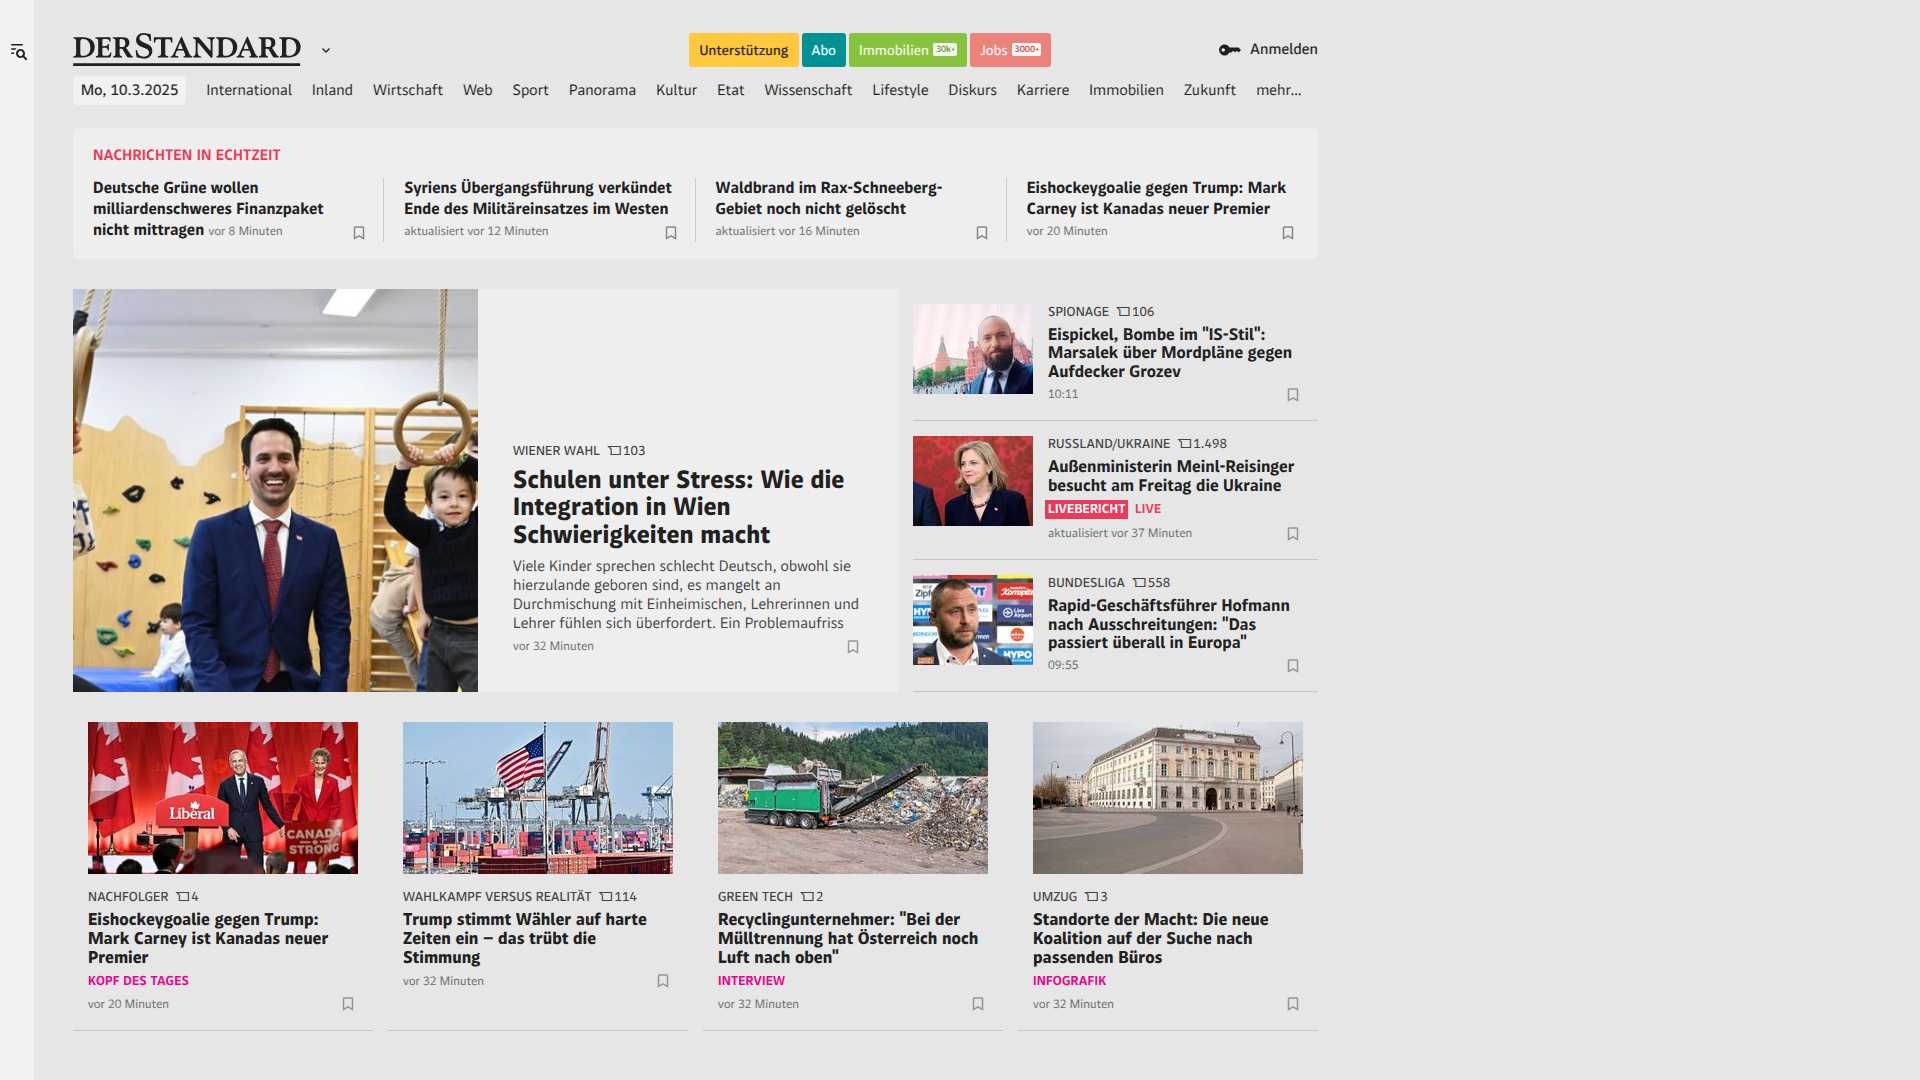 DERSTANDARD
Unterstützung
Abo
Immobilien 30k+
Jobs 3000+
Anmelden
Mo, 10.3.2025
International
Inland
Wirtschaft
Web
Sport
Panorama
Kultur
Etat
Wissenschaft
Lifestyle
Diskurs
Karriere
Immobilien
Zukunft
mehr...
NACHRICHTEN IN ECHTZEIT
Deutsche Grüne wollen
milliardenschweres Finanzpaket
nicht mittragen vor 8 Minuten
Syriens Übergangsführung verkündet
Ende des Militäreinsatzes im Westen
aktualisiert vor 12 Minuten
Waldbrand im Rax-Schneeberg-
Gebiet noch nicht gelöscht
aktualisiert vor 16 Minuten
Eishockeygoalie gegen Trump: Mark
Carney ist Kanadas neuer Premier
vor 20 Minuten
WIENER WAHL 103
Schulen unter Stress: Wie die
Integration in Wien
Schwierigkeiten macht
Viele Kinder sprechen schlecht Deutsch, obwohl sie
hierzulande geboren sind, es mangelt an
Durchmischung mit Einheimischen, Lehrerinnen und
Lehrer fühlen sich überfordert. Ein Problemaufriss
vor 32 Minuten
SPIONAGE 106
Eispickel, Bombe im "IS-Stil":
Marsalek über Mordpläne gegen
Aufdecker Grozev
10:11
RUSSLAND/UKRAINE 1.498
Außenministerin Meinl-Reisinger
besucht am Freitag die Ukraine
LIVEBERICHT LIVE
aktualisiert vor 37 Minuten
BUNDESLIGA 558
Rapid-Geschäftsführer Hofmann
nach Ausschreitungen: "Das
passiert überall in Europa"
09:55
Zipf
HYPO
Liberal
CANADA
STRONG
NACHFOLGER 4
Eishockeygoalie gegen Trump:
Mark Carney ist Kanadas neuer
Premier
KOPF DES TAGES
vor 20 Minuten
WAHLKAMPF VERSUS REALITÄT 114
Trump stimmt Wähler auf harte
Zeiten ein – das trübt die
Stimmung
vor 32 Minuten
GREEN TECH 2
Recyclingunternehmer: "Bei der
Mülltrennung hat Österreich noch
Luft nach oben"
INTERVIEW
vor 32 Minuten
UMZUG 3
Standorte der Macht: Die neue
Koalition auf der Suche nach
passenden Büros
INFOGRAFIK
vor 32 Minuten